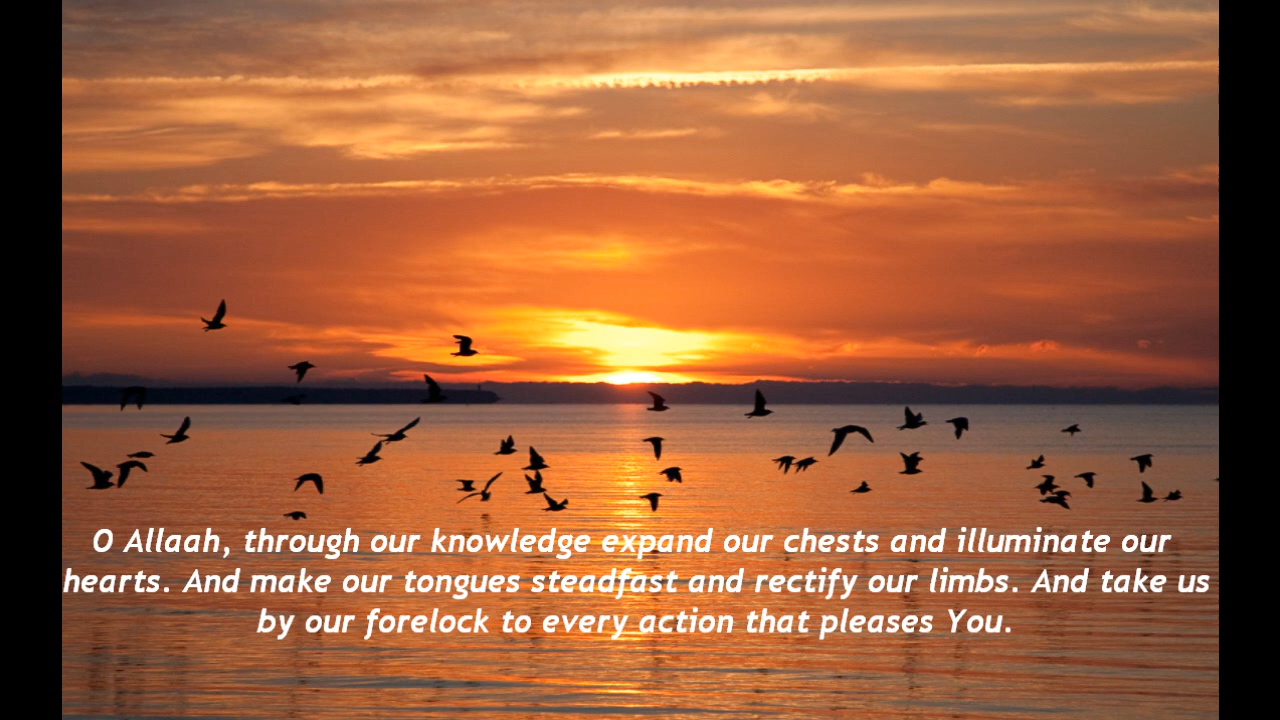 O Allaah, through our knowledge expand our chests and illuminate our
hearts. And make our tongues steadfast and rectify our limbs. And take us
by our forelock to every action that pleases You.